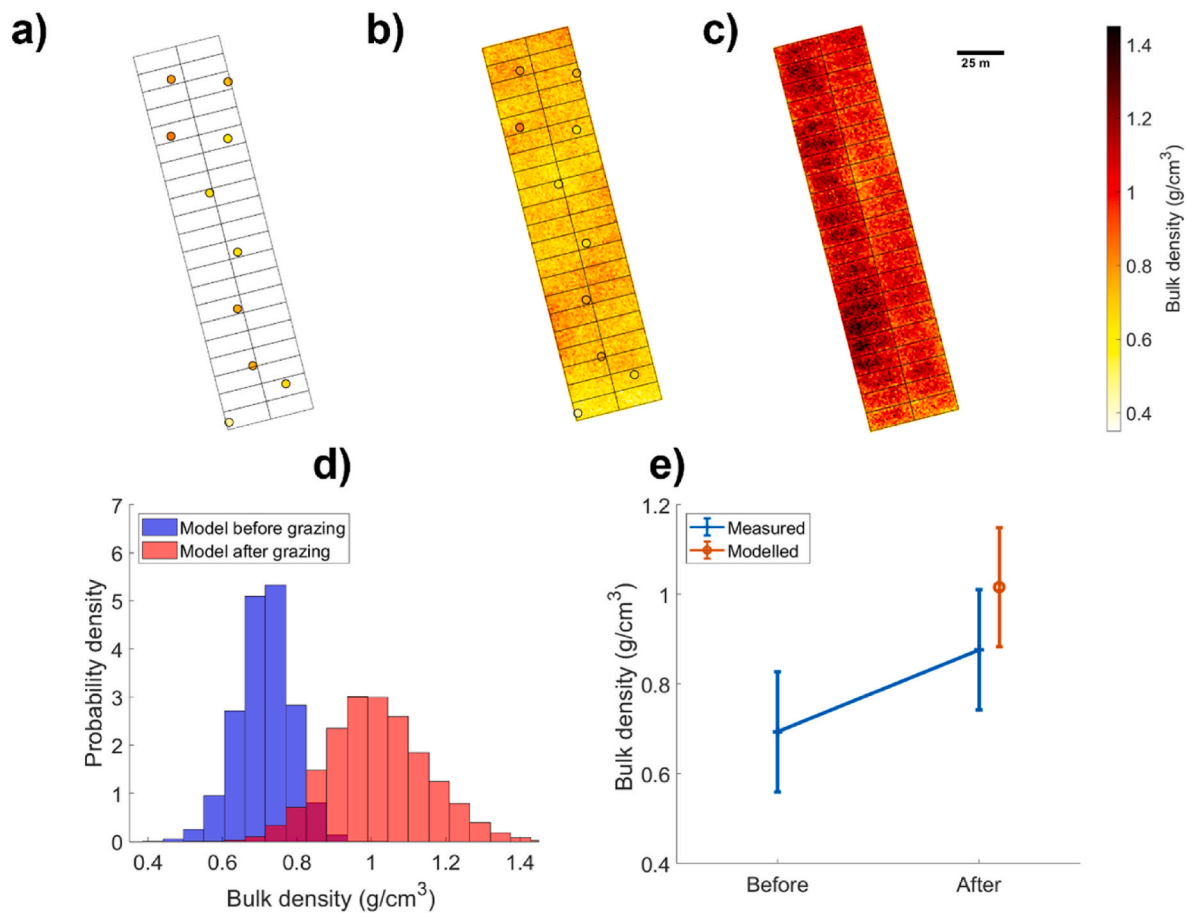 a)
b)
c)
25 m
1.4
1.2
1
0.8
0.6
0.4
Bulk density (g/cm³)
d)
7
6
5
4
3
2
1
0
Probability density
Model before grazing
Model after grazing
0.4 0.6 0.8 1 1.2 1.4
Bulk density (g/cm³)
e)
1.2
1
0.8
0.6
0.4
Bulk density (g/cm³)
Measured
Modelled
Before After